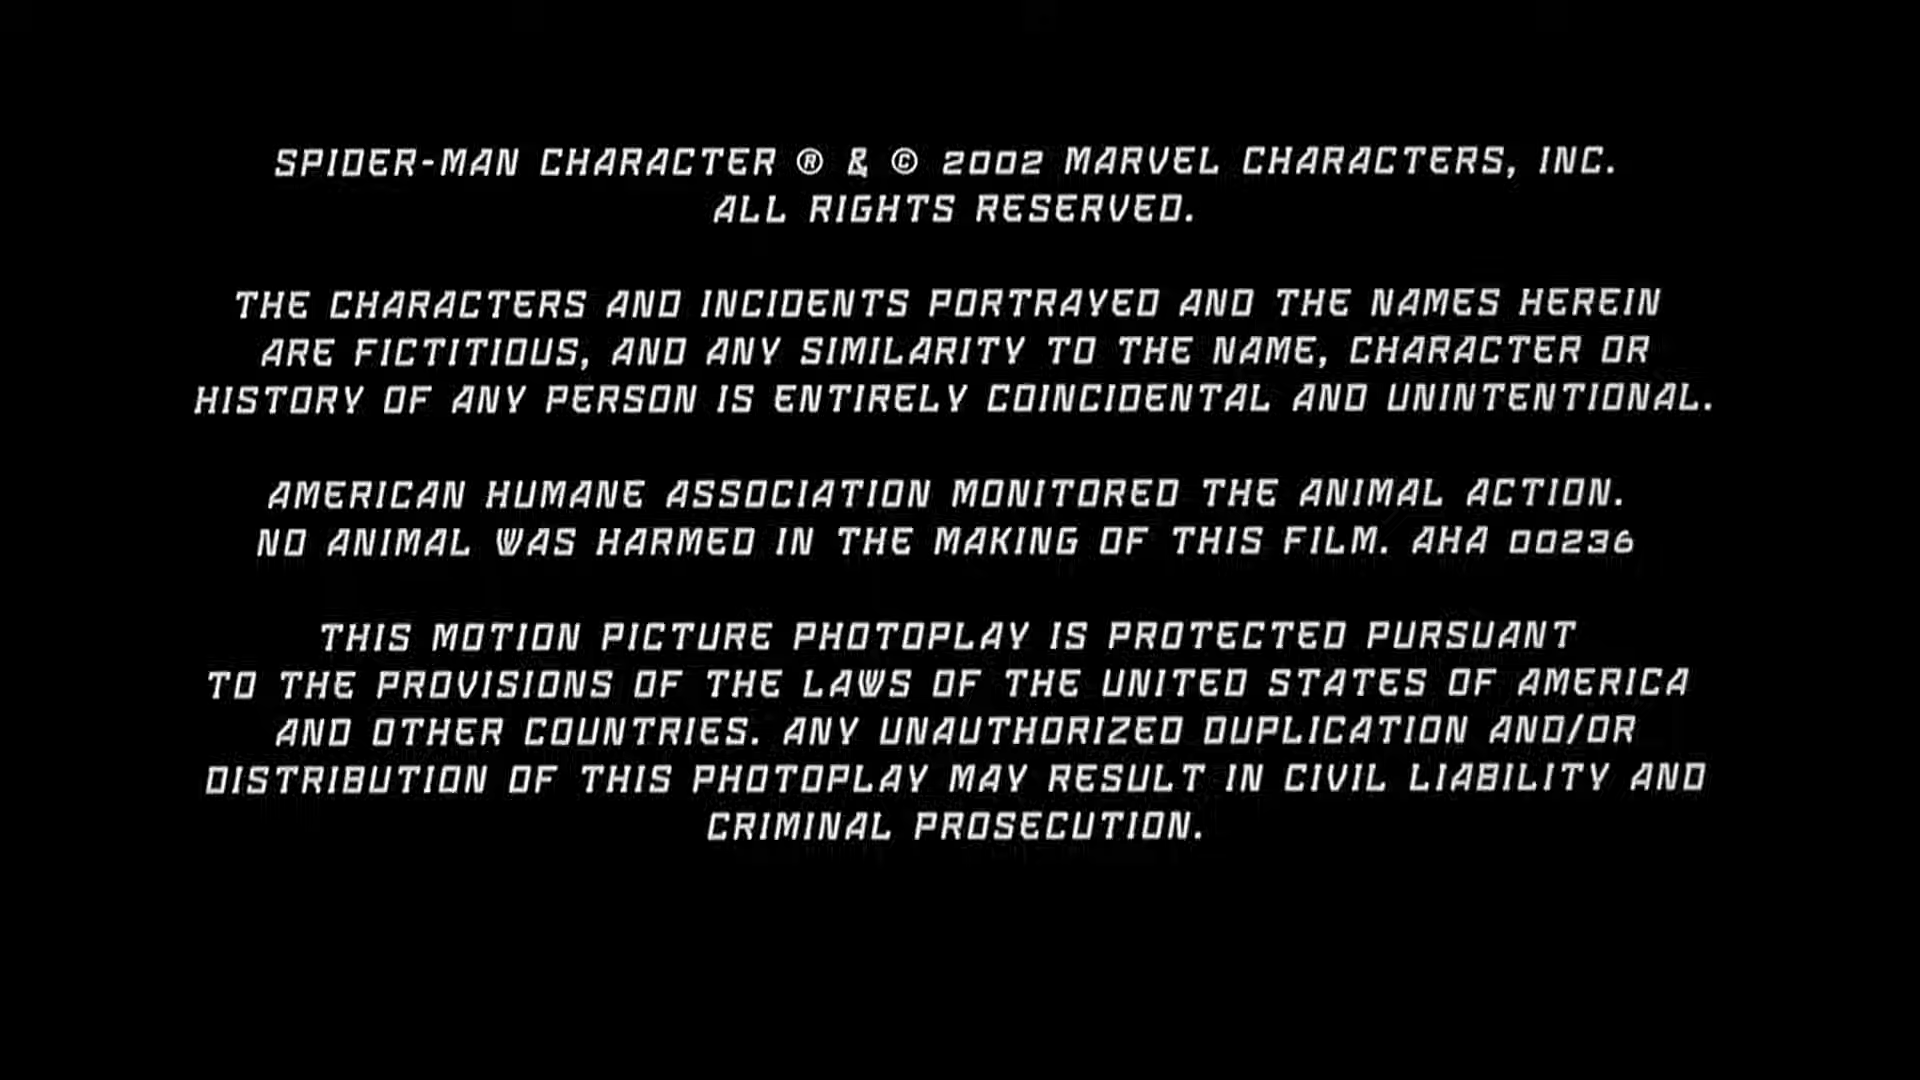 SPIDER-MAN CHARACTER ® & © 2002 MARVEL CHARACTERS, INC.
ALL RIGHTS RESERVED.
THE CHARACTERS AND INCIDENTS PORTRAYED AND THE NAMES HEREIN
ARE FICTITIOUS, AND ANY SIMILARITY TO THE NAME, CHARACTER OR
HISTORY OF ANY PERSON IS ENTIRELY COINCIDENTAL AND UNINTENTIONAL.
AMERICAN HUMANE ASSOCIATION MONITORED THE ANIMAL ACTION.
NO ANIMAL WAS HARMED IN THE MAKING OF THIS FILM. AHA 00236
THIS MOTION PICTURE PHOTOPLAY IS PROTECTED PURSUANT
TO THE PROVISIONS OF THE LAWS OF THE UNITED STATES OF AMERICA
AND OTHER COUNTRIES. ANY UNAUTHORIZED DUPLICATION AND/OR
DISTRIBUTION OF THIS PHOTOPLAY MAY RESULT IN CIVIL LIABILITY AND
CRIMINAL PROSECUTION.